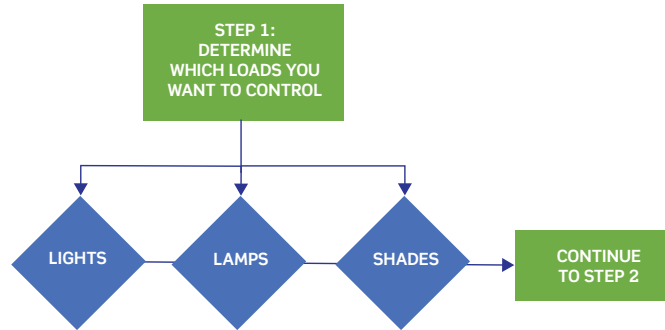 STEP 1:
DETERMINE
WHICH LOADS YOU
WANT TO CONTROL
LIGHTS
LAMPS
SHADES
CONTINUE
TO STEP 2